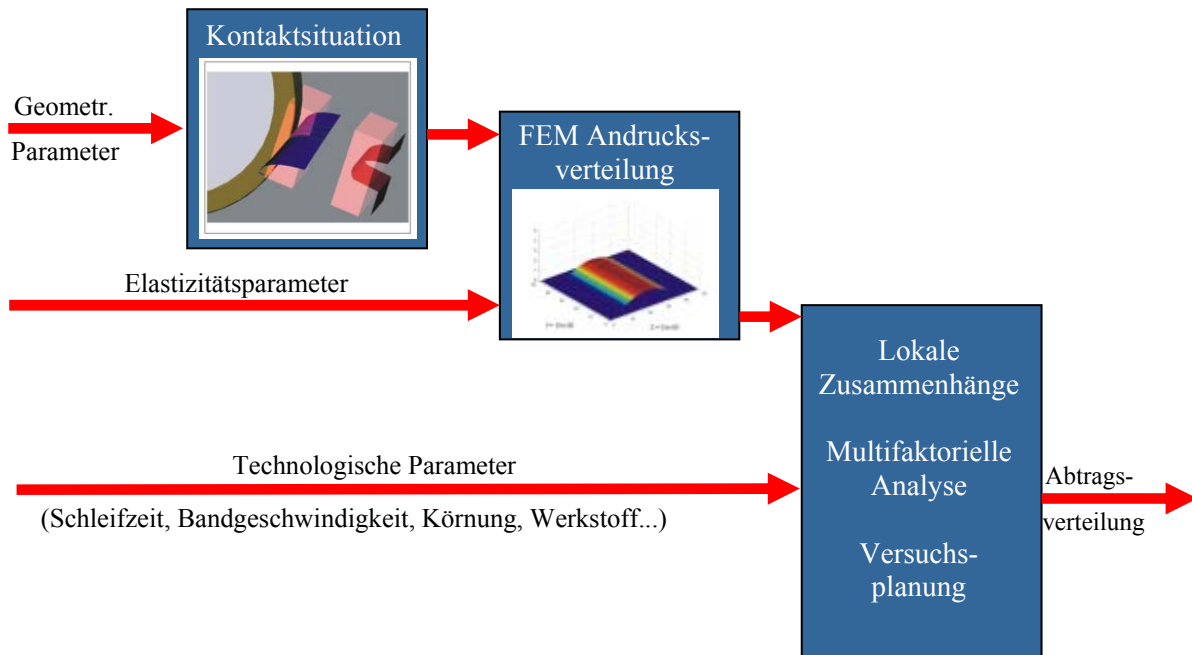 Kontaktsituation
Geometr.
Parameter
FEM Andrucks-
verteilung
Elastizitätsparameter
Lokale
Zusammenhänge
Multifaktorielle
Analyse
Versuchs-
planung
Technologische Parameter
(Schleifzeit, Bandgeschwindigkeit, Körnung, Werkstoff...)
Abtrags-
verteilung